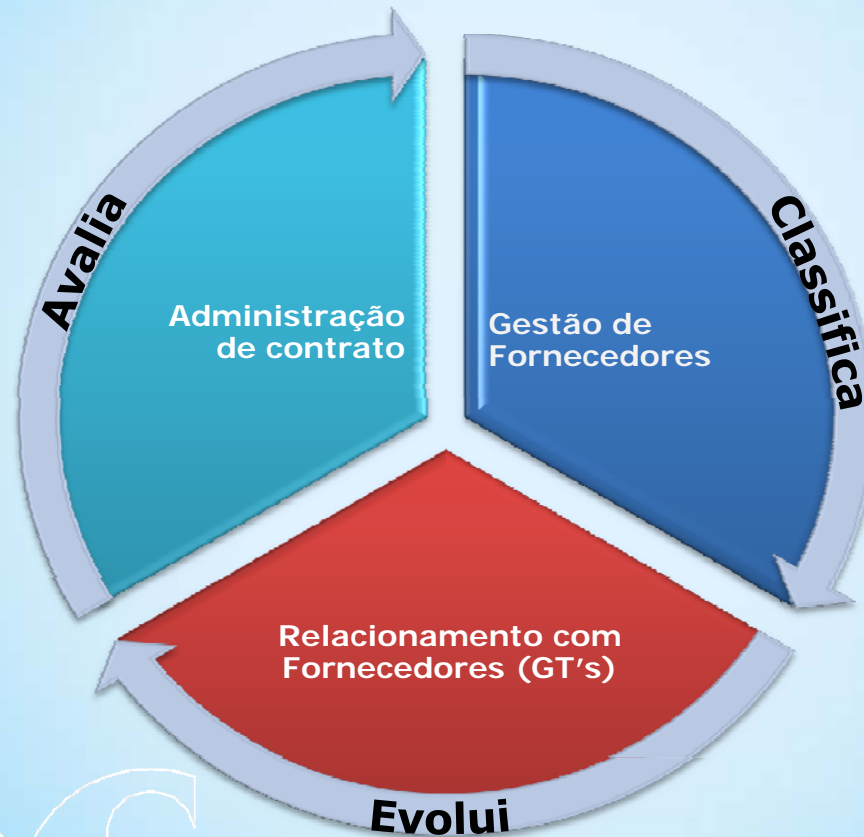 Avalia
Classifica
Administração
de contrato
Gestão de
Fornecedores
Relacionamento com
Fornecedores (GT's)
Evolui